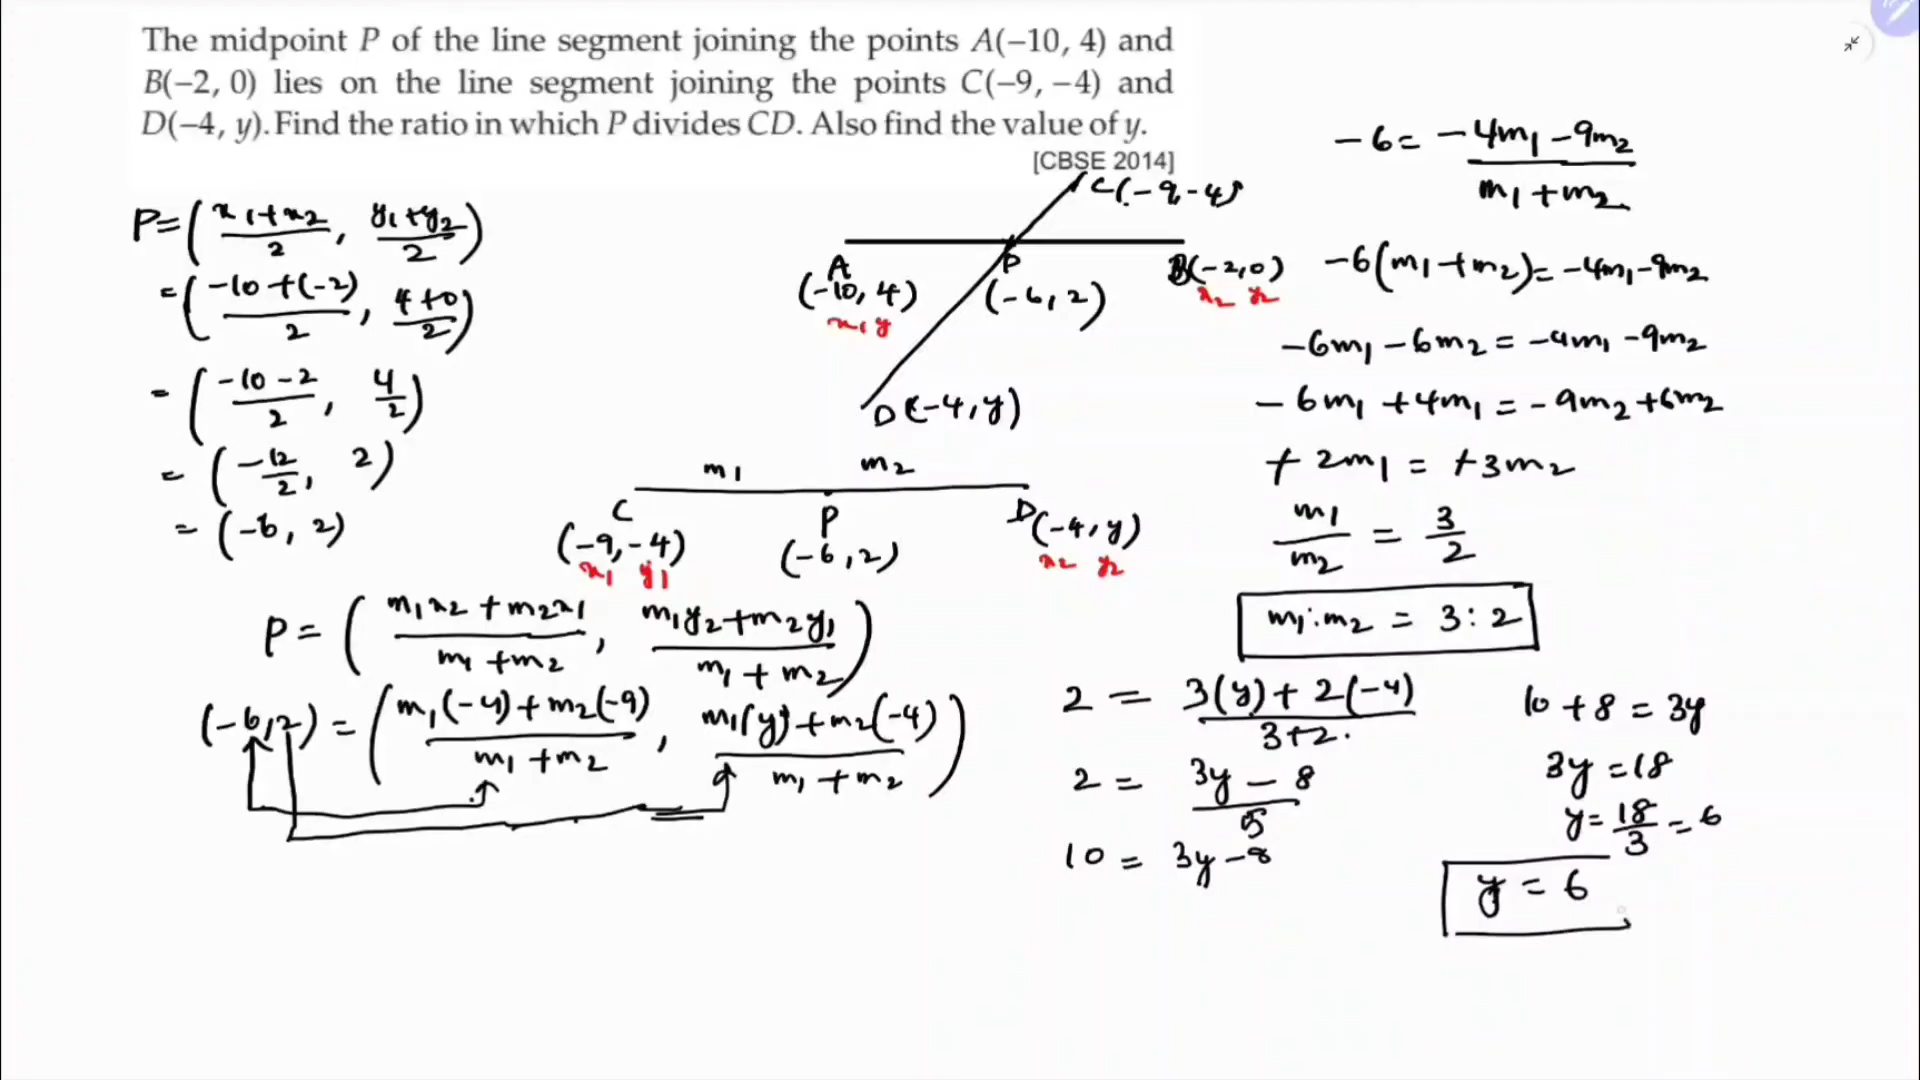 The midpoint P of the line segment joining the points A(–10, 4) and
B(–2, 0) lies on the line segment joining the points C(–9, –4) and
D(–4, y). Find the ratio in which P divides CD. Also find the value of y.
[CBSE 2014]
P= ( x1+x2 / 2 , y1+y2 / 2 )
= ( -10+(-2) / 2 , 4+0 / 2 )
= ( -10-2 / 2 , 4 / 2 )
= ( -12 / 2 , 2 )
= (-6, 2)
C(-9,-4)
A
(-10, 4)
x1 y
P
(-6, 2)
B(-2,0)
x2 y2
D(-4, y)
m1 m2
C P D(-4, y)
(-9,-4) (-6,2)
x1 y1 x2 y2
P = ( m1x2 + m2x1 / m1 + m2 , m1y2 + m2y1 / m1 + m2 )
(-6,2) = ( m1(-4)+m2(-9) / m1 + m2 , m1(y)+m2(-4) / m1 + m2 )
-6 = -4m1 -9m2 / m1 + m2
-6(m1+m2) = -4m1-9m2
-6m1 -6m2 = -4m1 -9m2
-6m1 +4m1 = -9m2+6m2
+2m1 = +3m2
m1 / m2 = 3 / 2
m1:m2 = 3:2
2 = 3(y)+ 2(-4) / 3+2.
2 = 3y - 8 / 5
10 = 3y-8
10 +8 = 3y
3y = 18
y = 18 / 3 = 6
y = 6